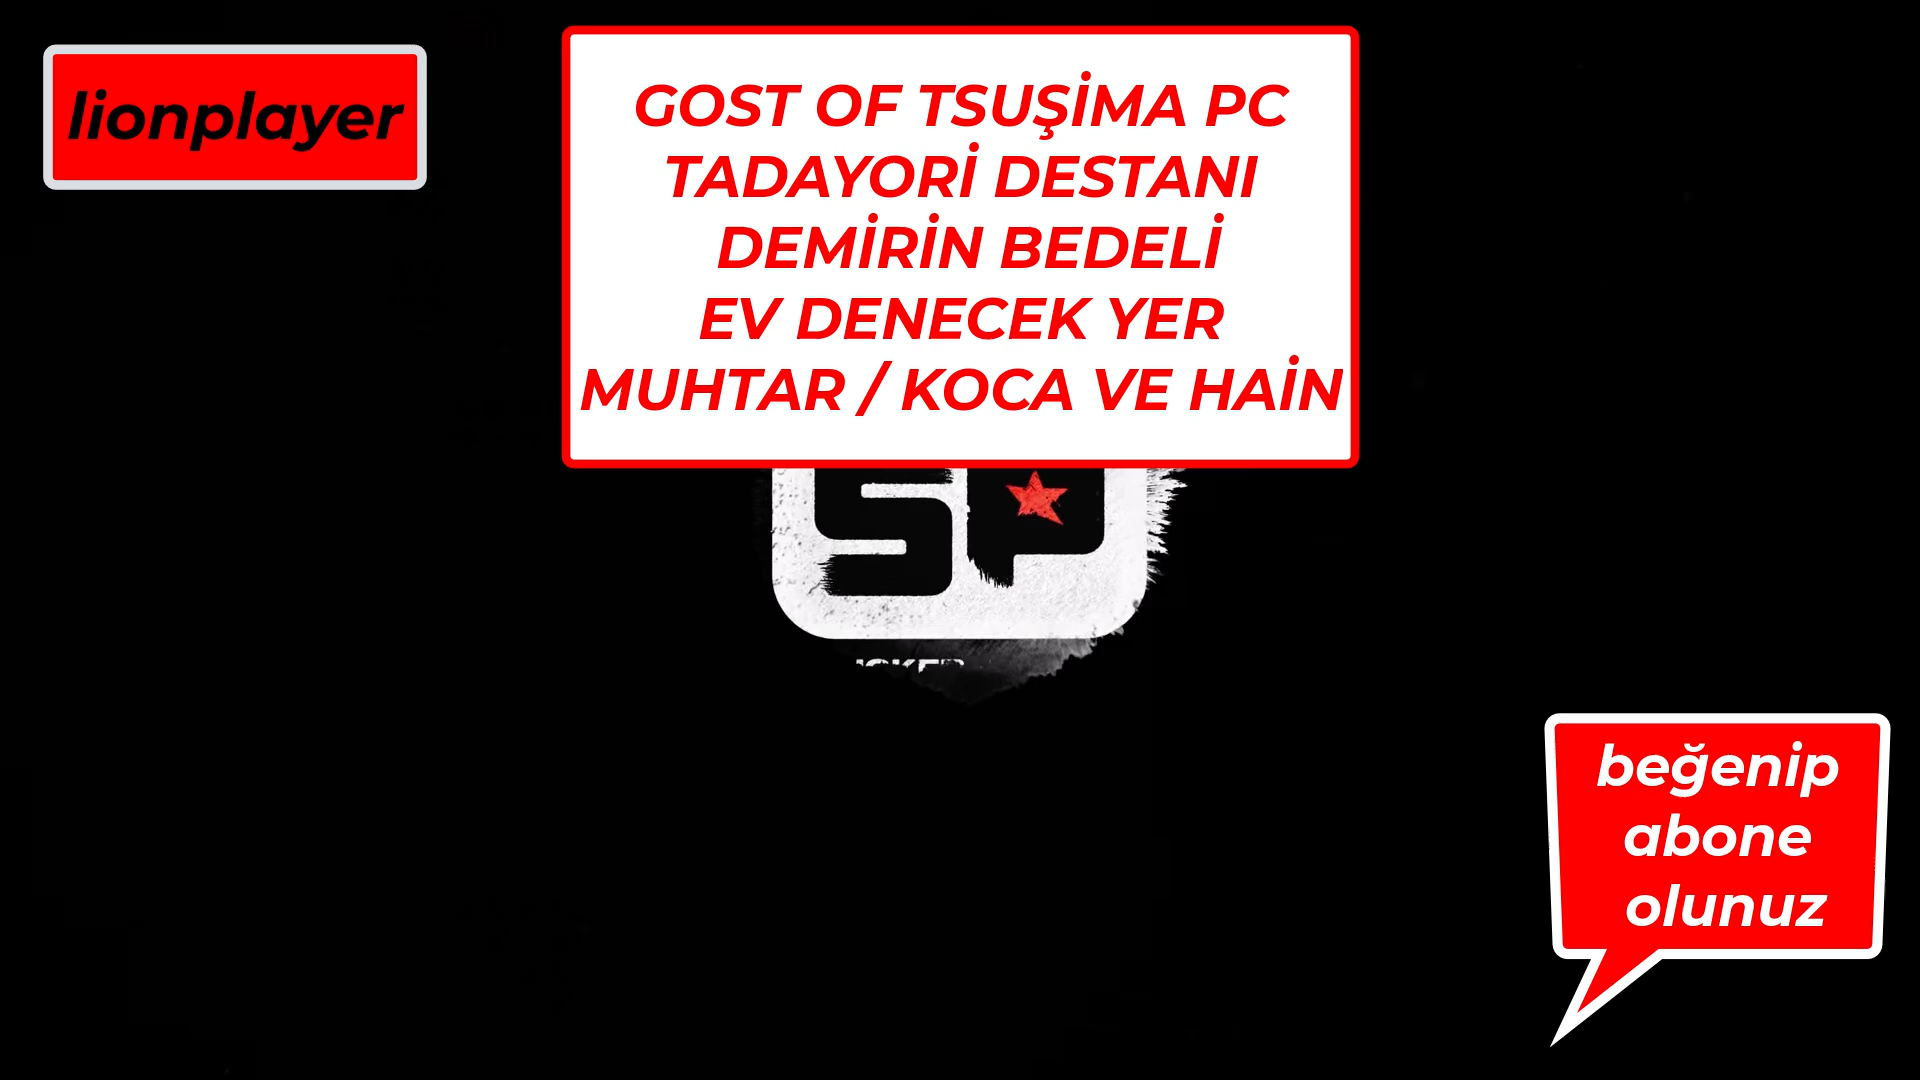 lionplayer
GOST OF TSUŞİMA PC
TADAYORİ DESTANI
DEMİRİN BEDELİ
EV DENECEK YER
MUHTAR / KOCA VE HAİN
SP
beğenip
abone
olunuz